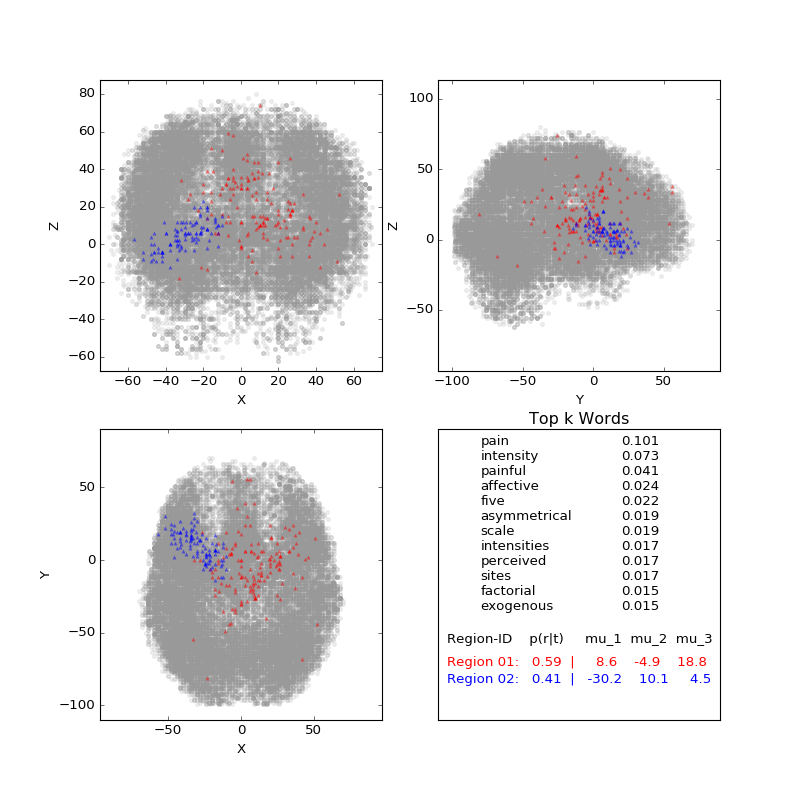 80
60
40
20
0
−20
−40
−60
Z
−60 −40 −20 0 20 40 60
X
100
50
0
−50
Z
−100 −50 0 50
Y
50
0
−50
−100
Y
−50 0 50
X
Top k Words
pain 0.101
intensity 0.073
painful 0.041
affective 0.024
five 0.022
asymmetrical 0.019
scale 0.019
intensities 0.017
perceived 0.017
sites 0.017
factorial 0.015
exogenous 0.015
Region-ID p(r|t) mu_1 mu_2 mu_3
Region 01: 0.59 | 8.6 -4.9 18.8
Region 02: 0.41 | -30.2 10.1 4.5